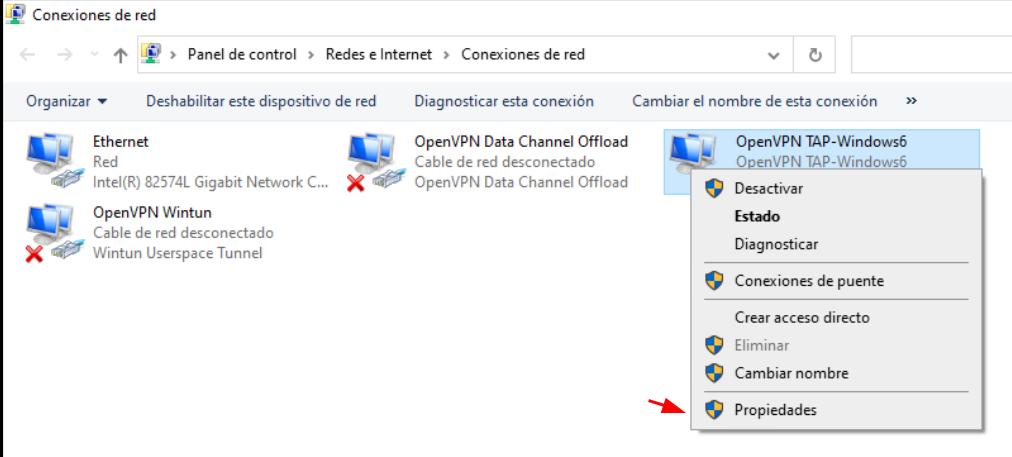 Conexiones de red
Panel de control > Redes e Internet > Conexiones de red
Organizar Deshabilitar este dispositivo de red Diagnosticar esta conexión Cambiar el nombre de esta conexión »
Ethernet
Red
Intel(R) 82574L Gigabit Network C...
OpenVPN Data Channel Offload
Cable de red desconectado
OpenVPN Data Channel Offload
OpenVPN TAP-Windows6
OpenVPN TAP-Windows6
OpenVPN Wintun
Cable de red desconectado
Wintun Userspace Tunnel
Desactivar
Estado
Diagnosticar
Conexiones de puente
Crear acceso directo
Eliminar
Cambiar nombre
Propiedades